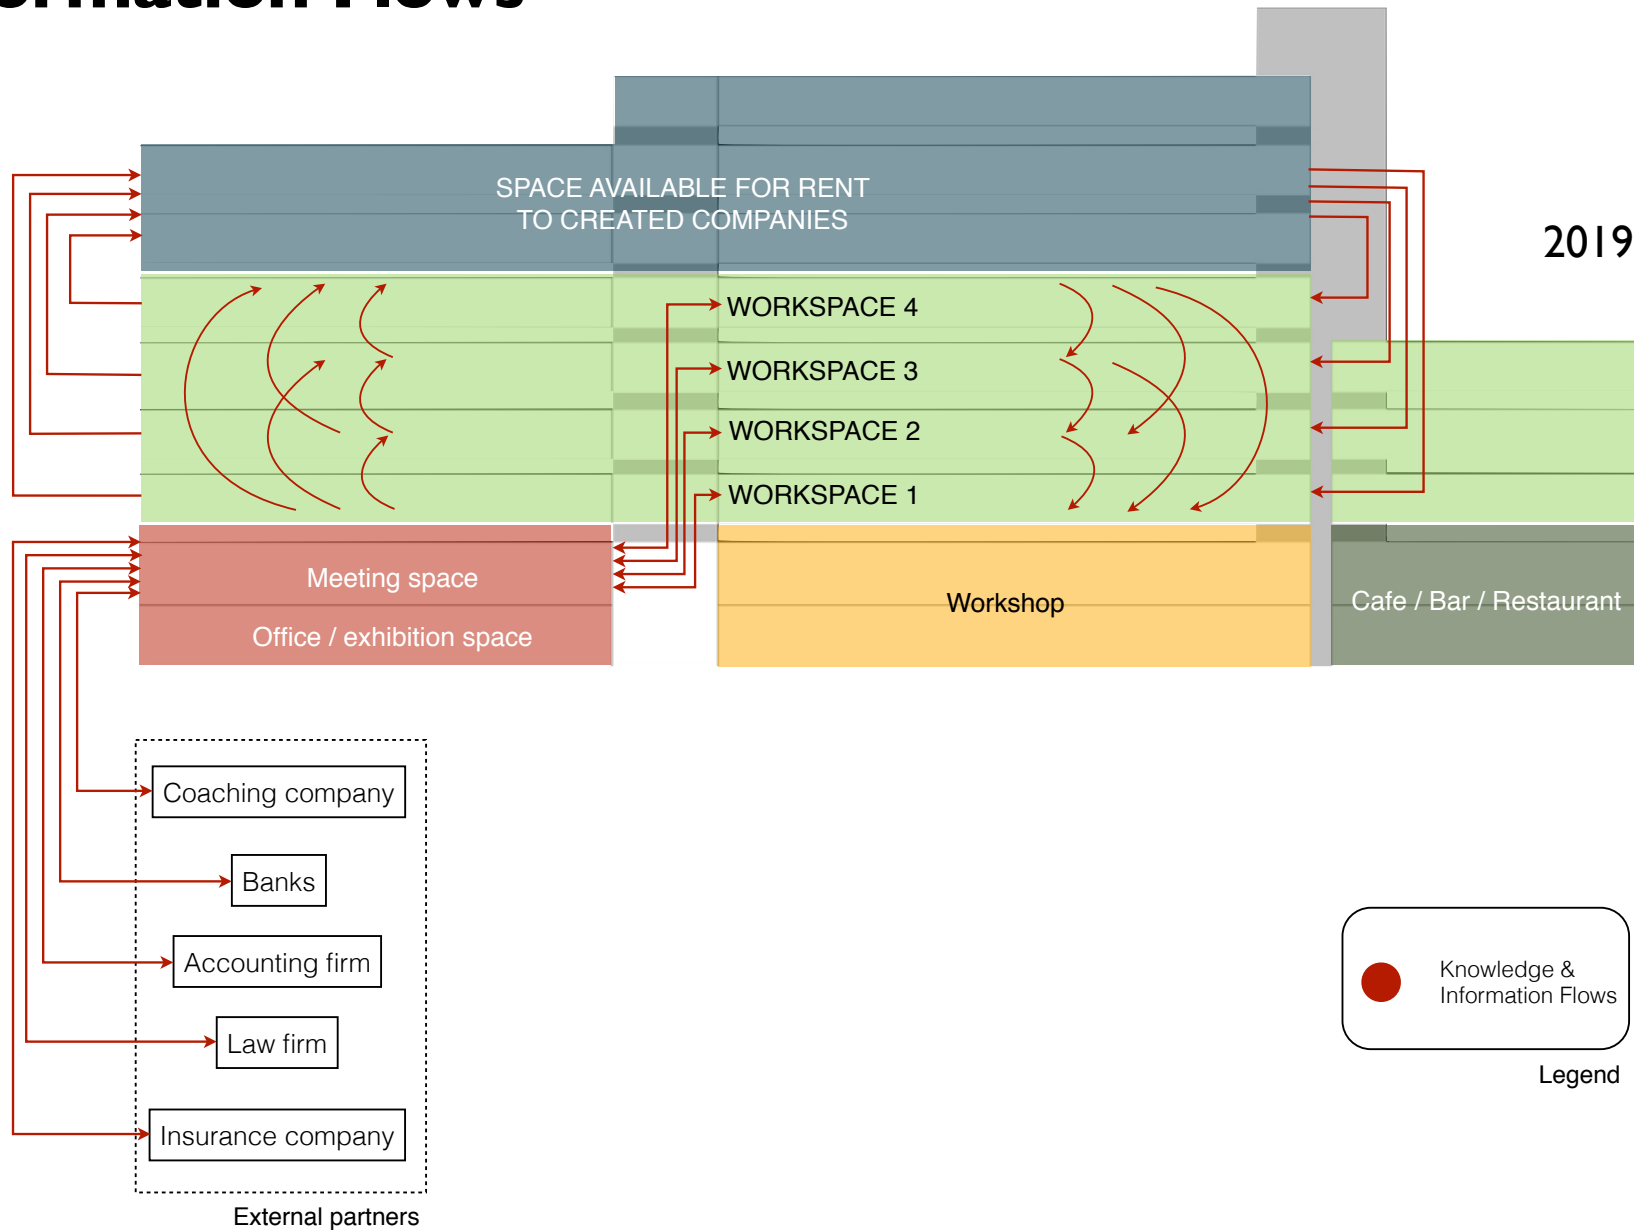 ormation Flows
SPACE AVAILABLE FOR RENT
TO CREATED COMPANIES
2019
WORKSPACE 4
WORKSPACE 3
WORKSPACE 2
WORKSPACE 1
Meeting space
Office / exhibition space
Workshop
Cafe / Bar / Restaurant
Coaching company
Banks
Accounting firm
Law firm
Insurance company
External partners
Knowledge &
Information Flows
Legend